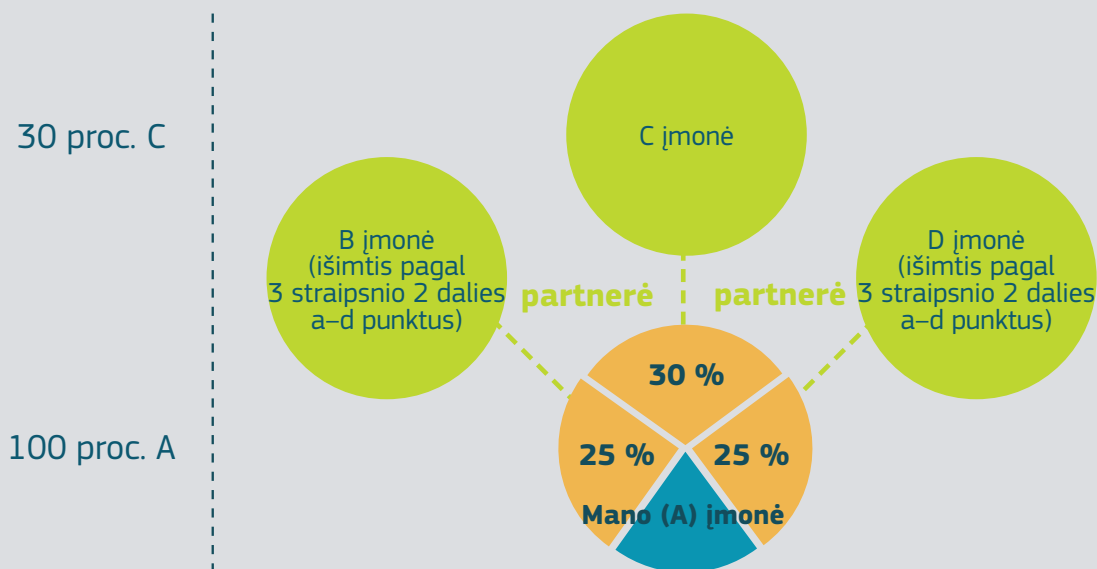 30 proc. C
C įmonė
B įmonė
(išimtis pagal
3 straipsnio 2 dalies
a–d punktus)
partnerė
partnerė
D įmonė
(išimtis pagal
3 straipsnio 2 dalies
a–d punktus)
30 %
100 proc. A
25 %
25 %
Mano (A) įmonė